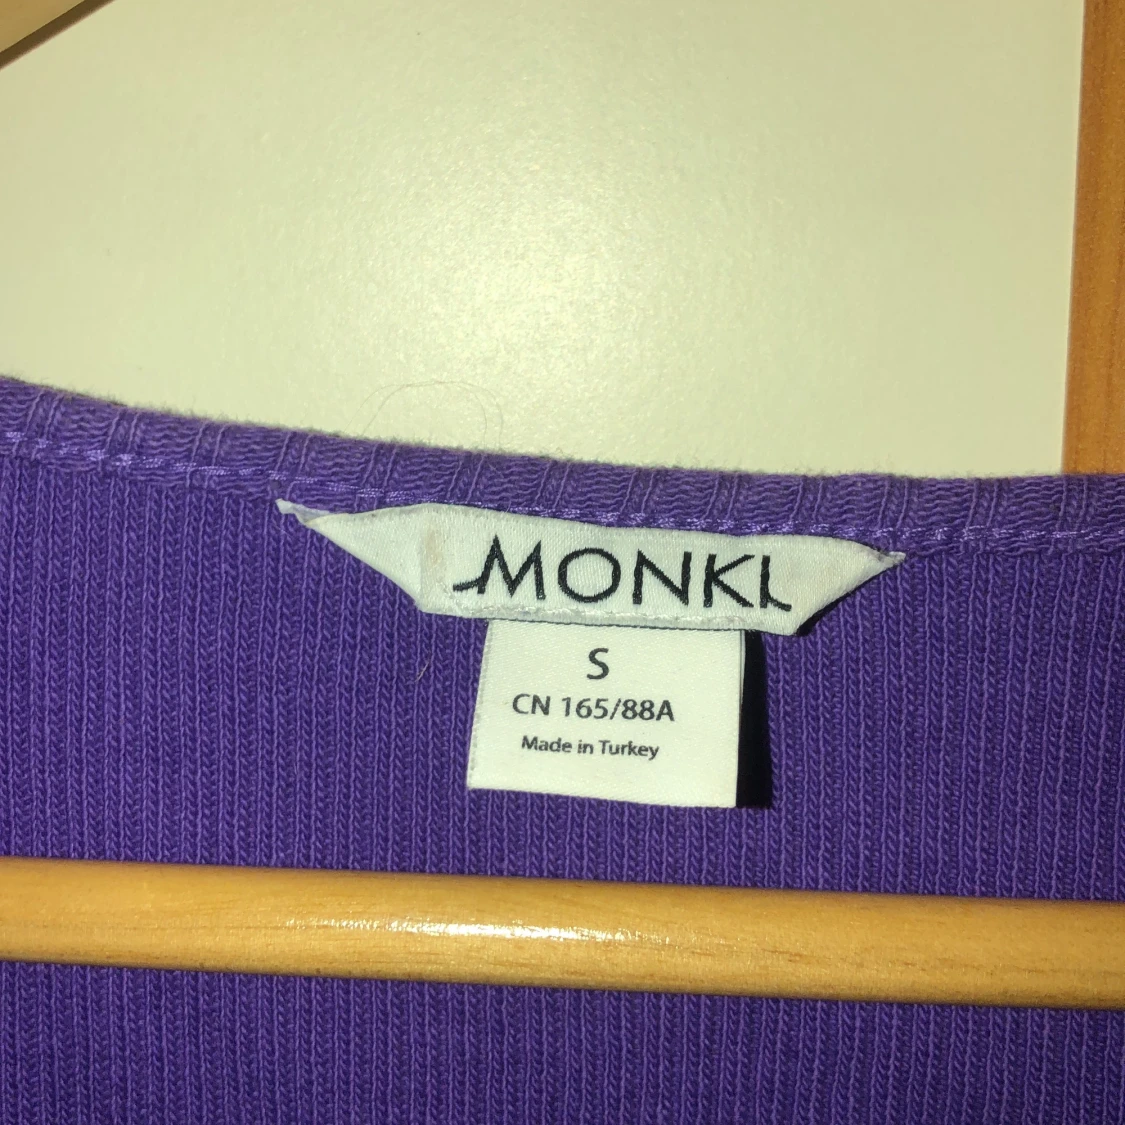 MONKI
S
CN 165/88A
Made in Turkey